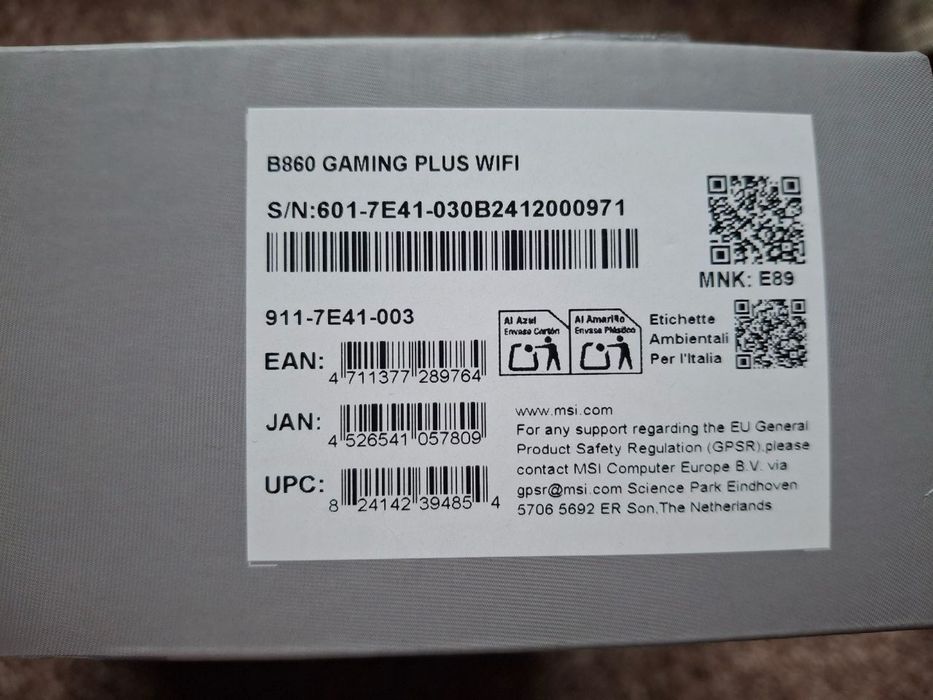 B860 GAMING PLUS WIFI
S/N:601-7E41-030B2412000971
MNK: E89
911-7E41-003
Al Azul
Envase Cartón
Al Amarillo
Envase Plástico
Etichette
Ambientali
Per l'Italia
EAN:
4 711377 289764
JAN:
4 526541 057809
UPC:
8 24142 39485 4
www.msi.com
For any support regarding the EU General
Product Safety Regulation (GPSR),please
contact MSI Computer Europe B.V. via
gpsr@msi.com Science Park Eindhoven
5706 5692 ER Son,The Netherlands